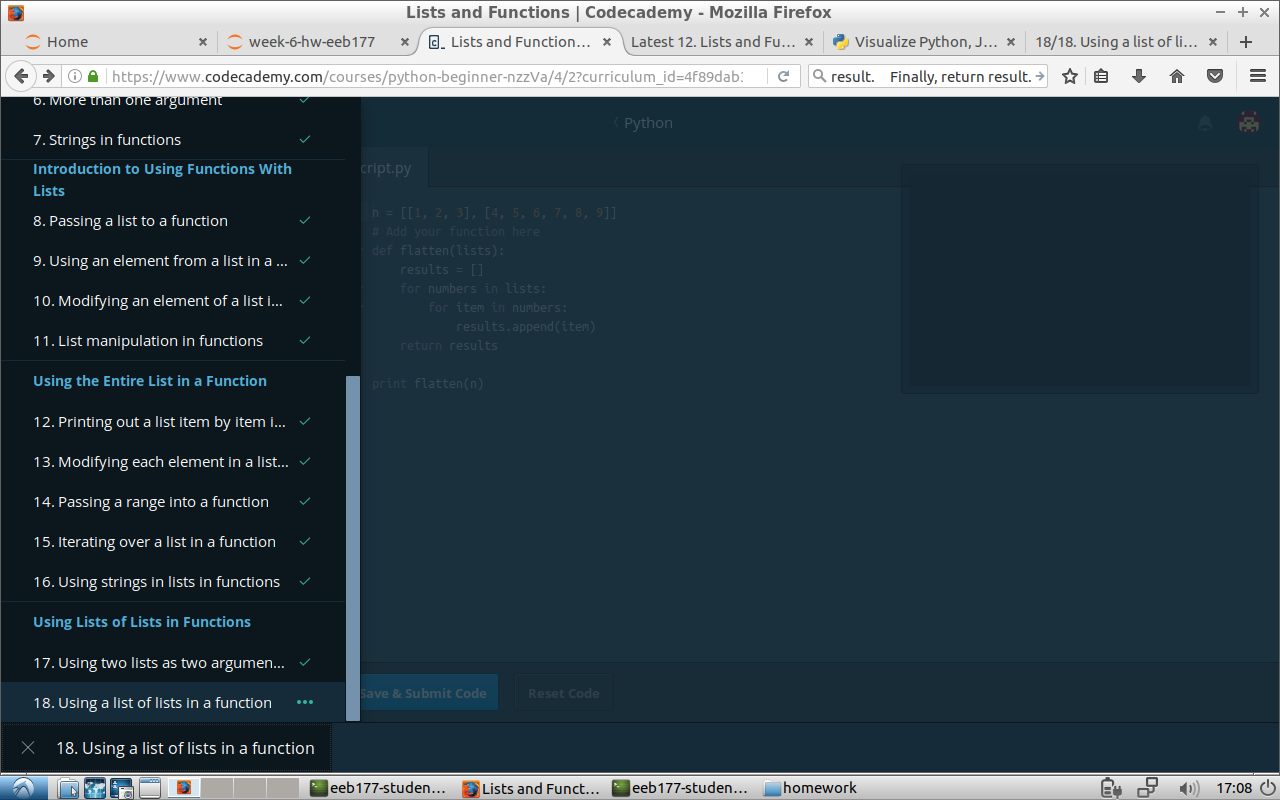 Lists and Functions | Codecademy - Mozilla Firefox
Home
week-6-hw-eeb177
Lists and Function...
Latest 12. Lists and Fu...
Visualize Python, J...
18/18. Using a list of li...
https://www.codecademy.com/courses/python-beginner-nzzVa/4/2?curriculum_id=4f89dab3
result. Finally, return result.
6. More than one argument
7. Strings in functions
Introduction to Using Functions With
Lists
8. Passing a list to a function
9. Using an element from a list in a ...
10. Modifying an element of a list i...
11. List manipulation in functions
Using the Entire List in a Function
12. Printing out a list item by item i...
13. Modifying each element in a list...
14. Passing a range into a function
15. Iterating over a list in a function
16. Using strings in lists in functions
Using Lists of Lists in Functions
17. Using two lists as two argumen...
18. Using a list of lists in a function
18. Using a list of lists in a function
Python
cript.py
n = [[1, 2, 3], [4, 5, 6, 7, 8, 9]]
# Add your function here
def flatten(lists):
    results = []
    for numbers in lists:
        for item in numbers:
            results.append(item)
    return results
print flatten(n)
Save & Submit Code
Reset Code
eeb177-studen...
Lists and Funct...
eeb177-studen...
homework
17:08